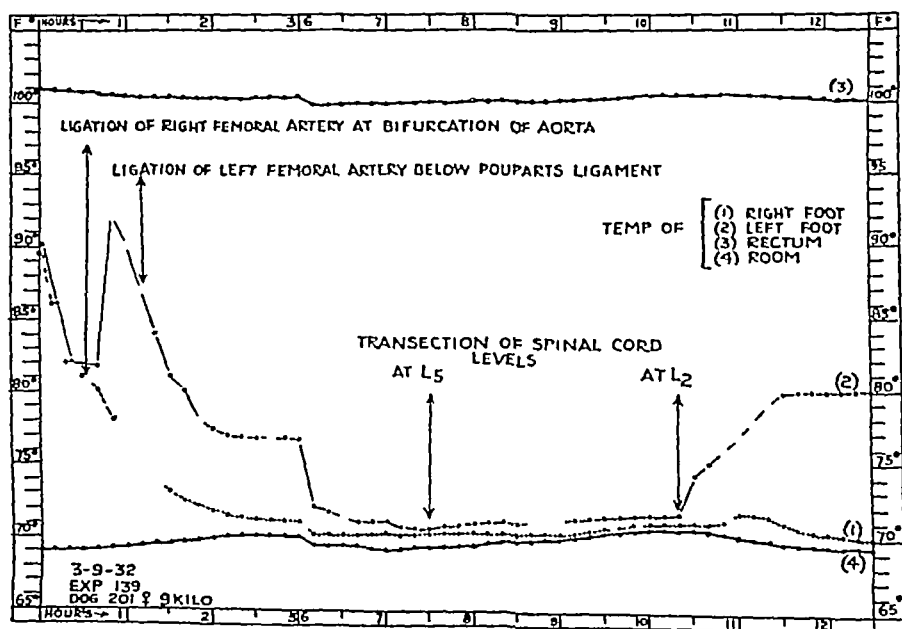 F° HOURS → 1 2 3 6 7 8 9 10 11 12 F°
(3)
100° 100°
LIGATION OF RIGHT FEMORAL ARTERY AT BIFURCATION OF AORTA
85° 95
LIGATION OF LEFT FEMORAL ARTERY BELOW POUPARTS LIGAMENT
TEMP OF
(1) RIGHT FOOT
(2) LEFT FOOT
(3) RECTUM
(4) ROOM
90° 90°
85° 85°
TRANSECTION OF SPINAL CORD
LEVELS
AT L5 AT L2
80° (2) 80°
75° 75°
70° (1) 70°
(4)
3-9-32
EXP 139
DOG 201 ♀ 9 KILO
65° 65°
HOURS → 1 2 3 6 7 8 9 10 11 12